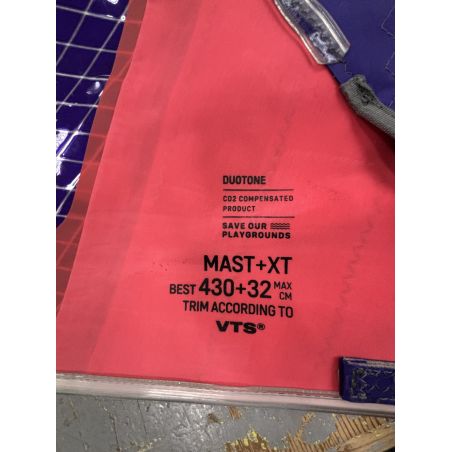 DUOTONE
CO2 COMPENSATED
PRODUCT
SAVE OUR
PLAYGROUNDS
MAST+XT
BEST 430+32 MAX CM
TRIM ACCORDING TO
VTS®